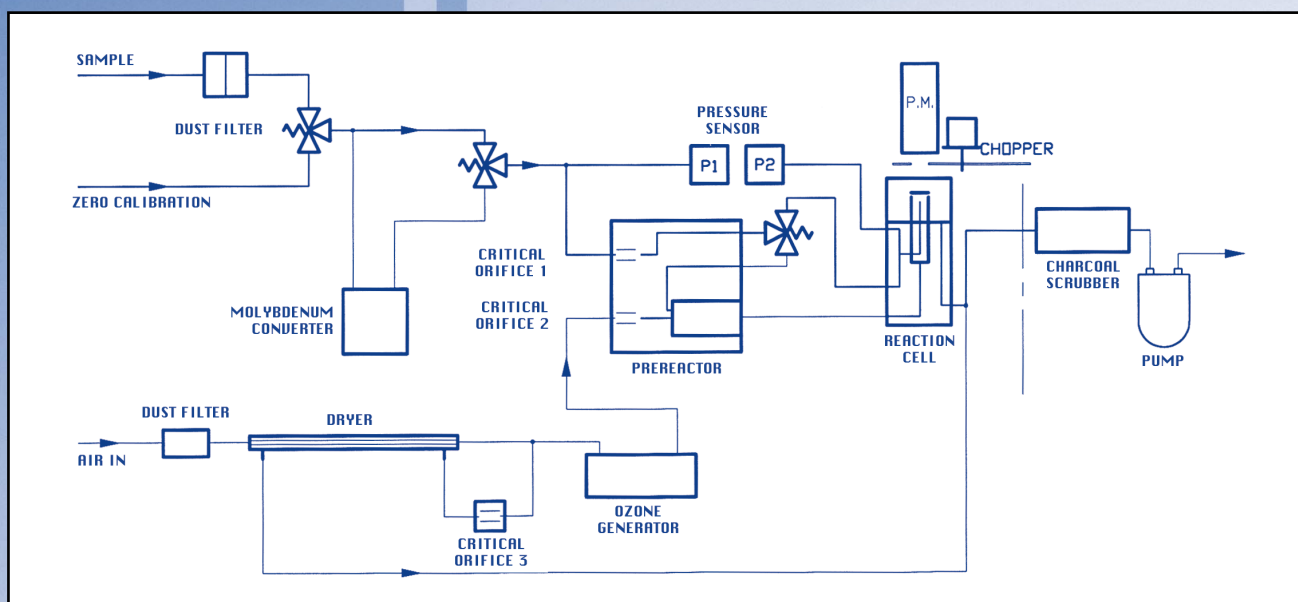 SAMPLE
DUST FILTER
ZERO CALIBRATION
MOLYBDENUM
CONVERTER
PRESSURE
SENSOR
P1
P2
P.M.
CHOPPER
CRITICAL
ORIFICE 1
CRITICAL
ORIFICE 2
PREREACTOR
REACTION
CELL
CHARCOAL
SCRUBBER
PUMP
DUST FILTER
AIR IN
DRYER
CRITICAL
ORIFICE 3
OZONE
GENERATOR